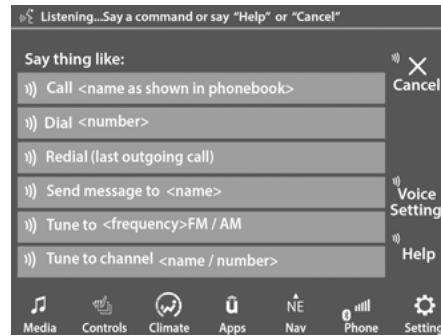 Listening...Say a command or say “Help” or “Cancel”
Say thing like:
Call <name as shown in phonebook>
Dial <number>
Redial (last outgoing call)
Send message to <name>
Tune to <frequency>FM / AM
Tune to channel <name / number>
Cancel
Voice
Setting
Help
NE
Media Controls Climate Apps Nav Phone Setting